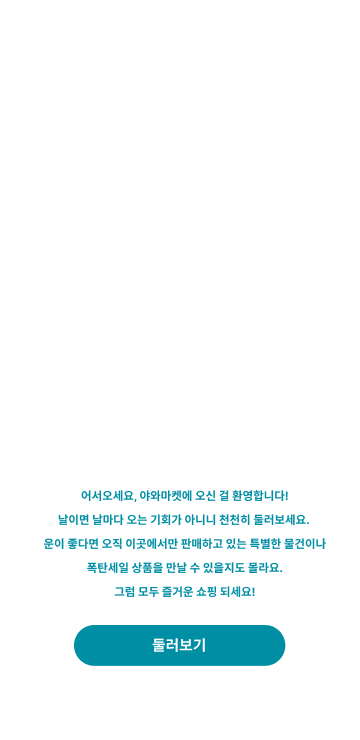 어서오세요, 야와마켓에 오신 걸 환영합니다!
날이면 날마다 오는 기회가 아니니 천천히 둘러보세요.
운이 좋다면 오직 이곳에서만 판매하고 있는 특별한 물건이나
폭탄세일 상품을 만날 수 있을지도 몰라요.
그럼 모두 즐거운 쇼핑 되세요!
둘러보기